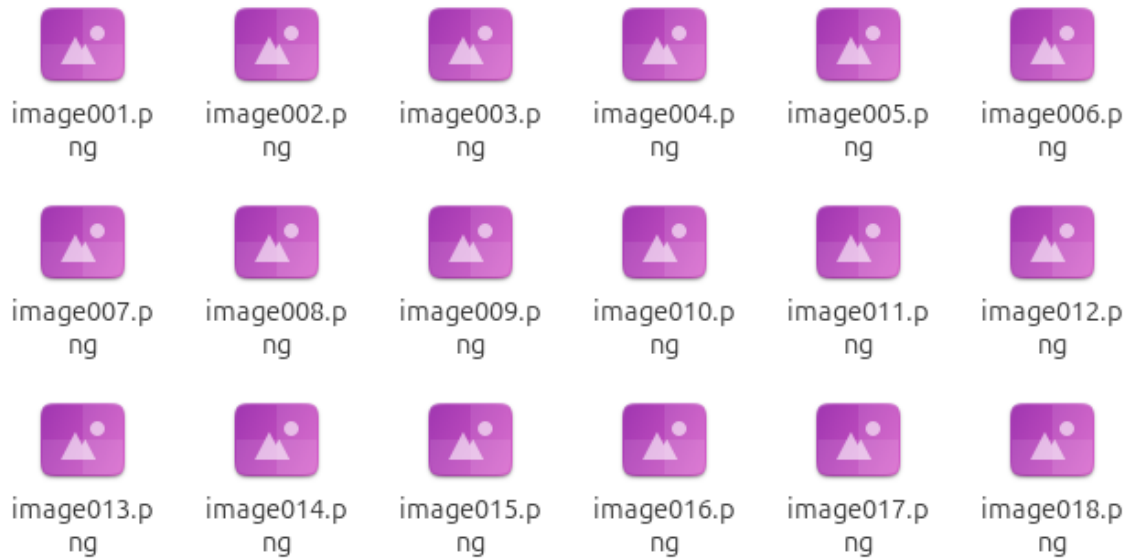 image001.p
ng
image002.p
ng
image003.p
ng
image004.p
ng
image005.p
ng
image006.p
ng
image007.p
ng
image008.p
ng
image009.p
ng
image010.p
ng
image011.p
ng
image012.p
ng
image013.p
ng
image014.p
ng
image015.p
ng
image016.p
ng
image017.p
ng
image018.p
ng